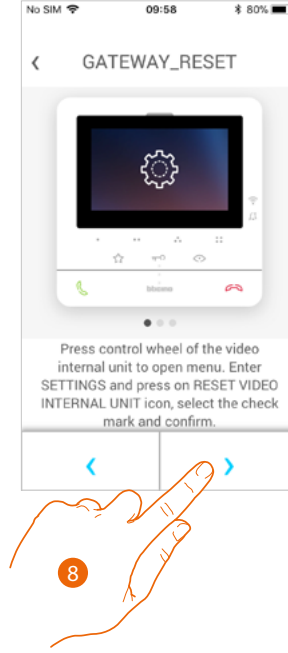 No SIM 09:58 80%
GATEWAY_RESET
bticino
Press control wheel of the video
internal unit to open menu. Enter
SETTINGS and press on RESET VIDEO
INTERNAL UNIT icon, select the check
mark and confirm.
8